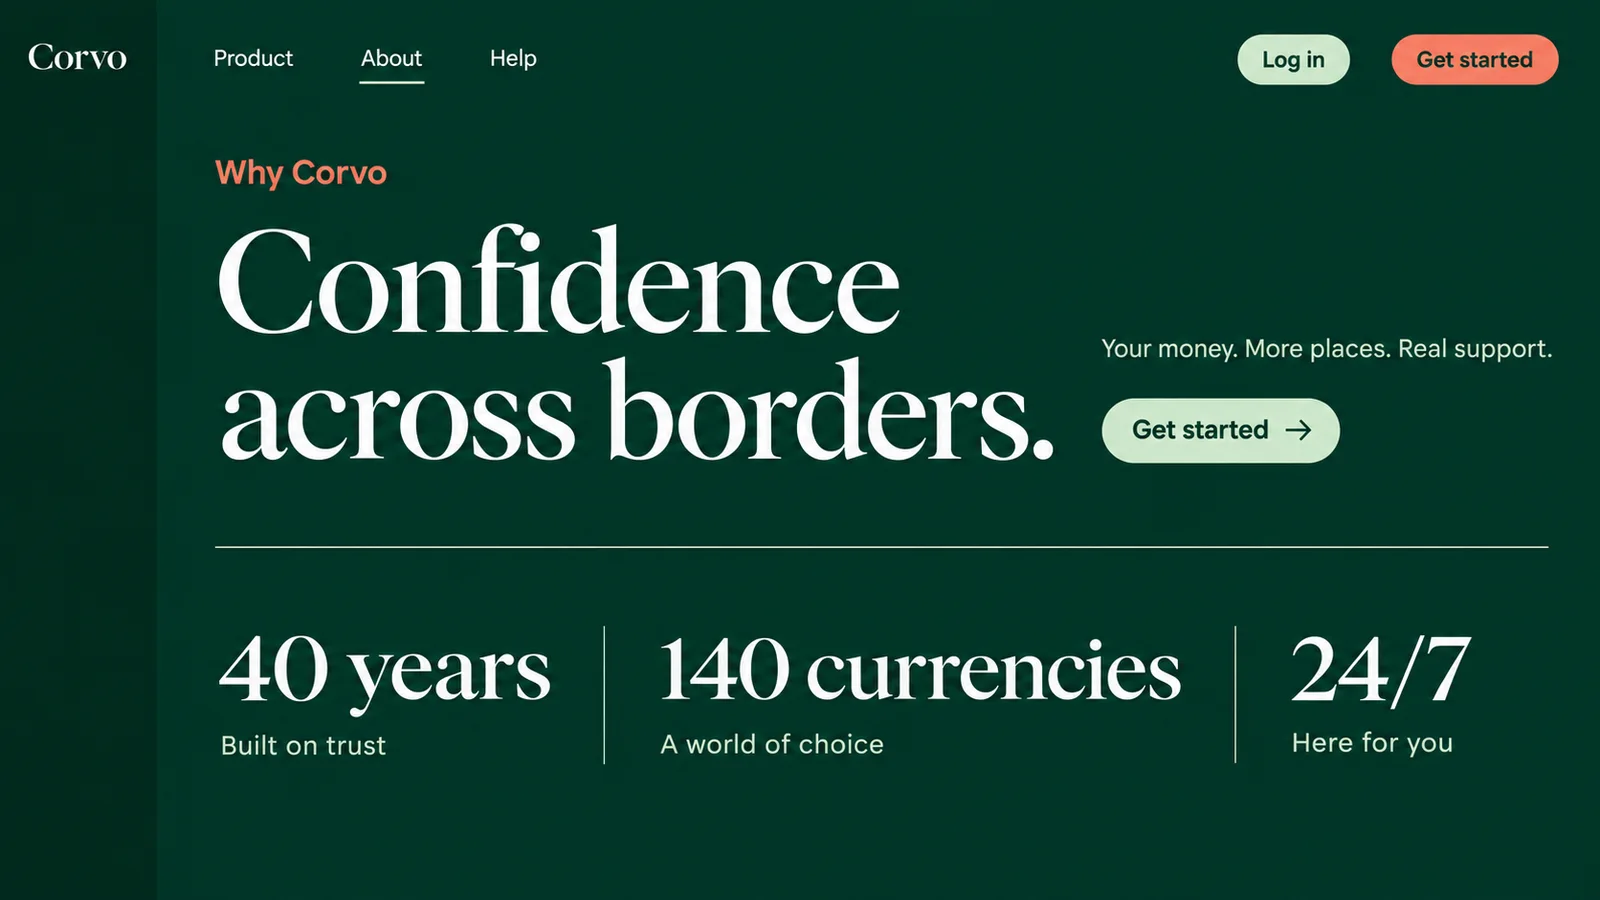 Corvo
Product
About
Help
Log in
Get started
Why Corvo
Confidence
across borders.
Your money. More places. Real support.
Get started →
40 years
Built on trust
140 currencies
A world of choice
24/7
Here for you